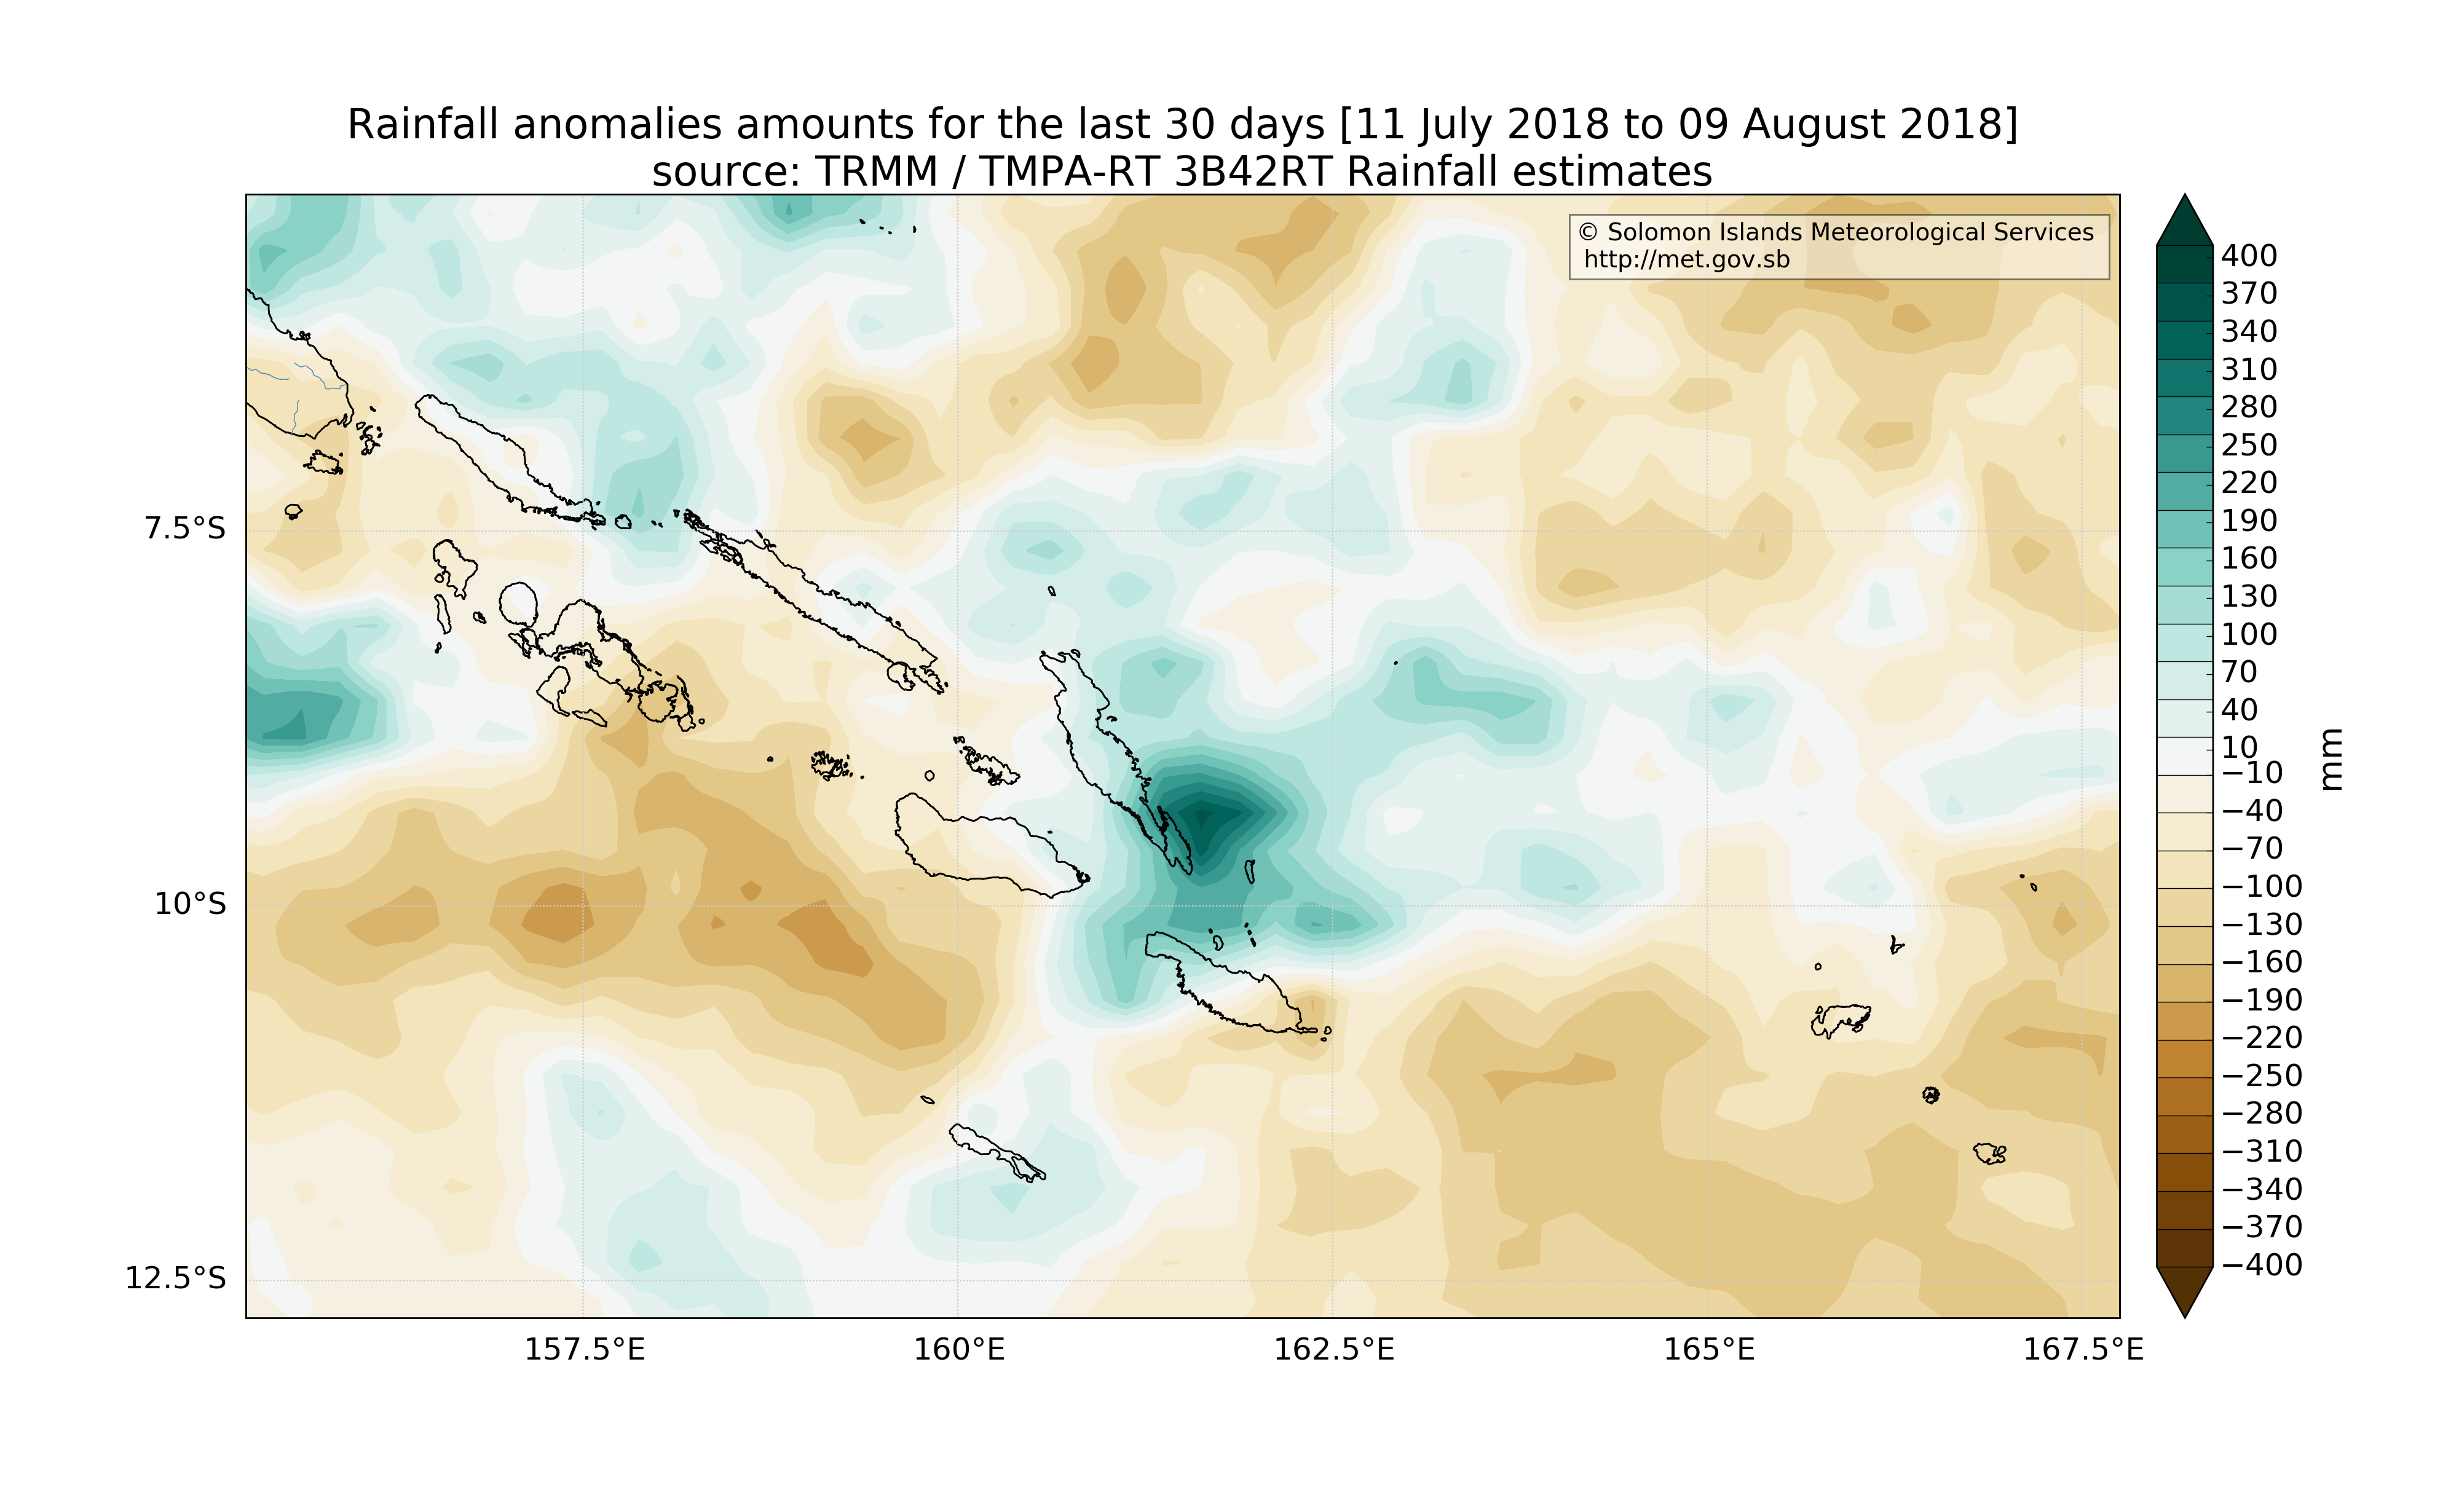 Rainfall anomalies amounts for the last 30 days [11 July 2018 to 09 August 2018]
source: TRMM / TMPA-RT 3B42RT Rainfall estimates
© Solomon Islands Meteorological Services
http://met.gov.sb
7.5°S
10°S
12.5°S
157.5°E
160°E
162.5°E
165°E
167.5°E
400
370
340
310
280
250
220
190
160
130
100
70
40
10
−10
−40
−70
−100
−130
−160
−190
−220
−250
−280
−310
−340
−370
−400
mm